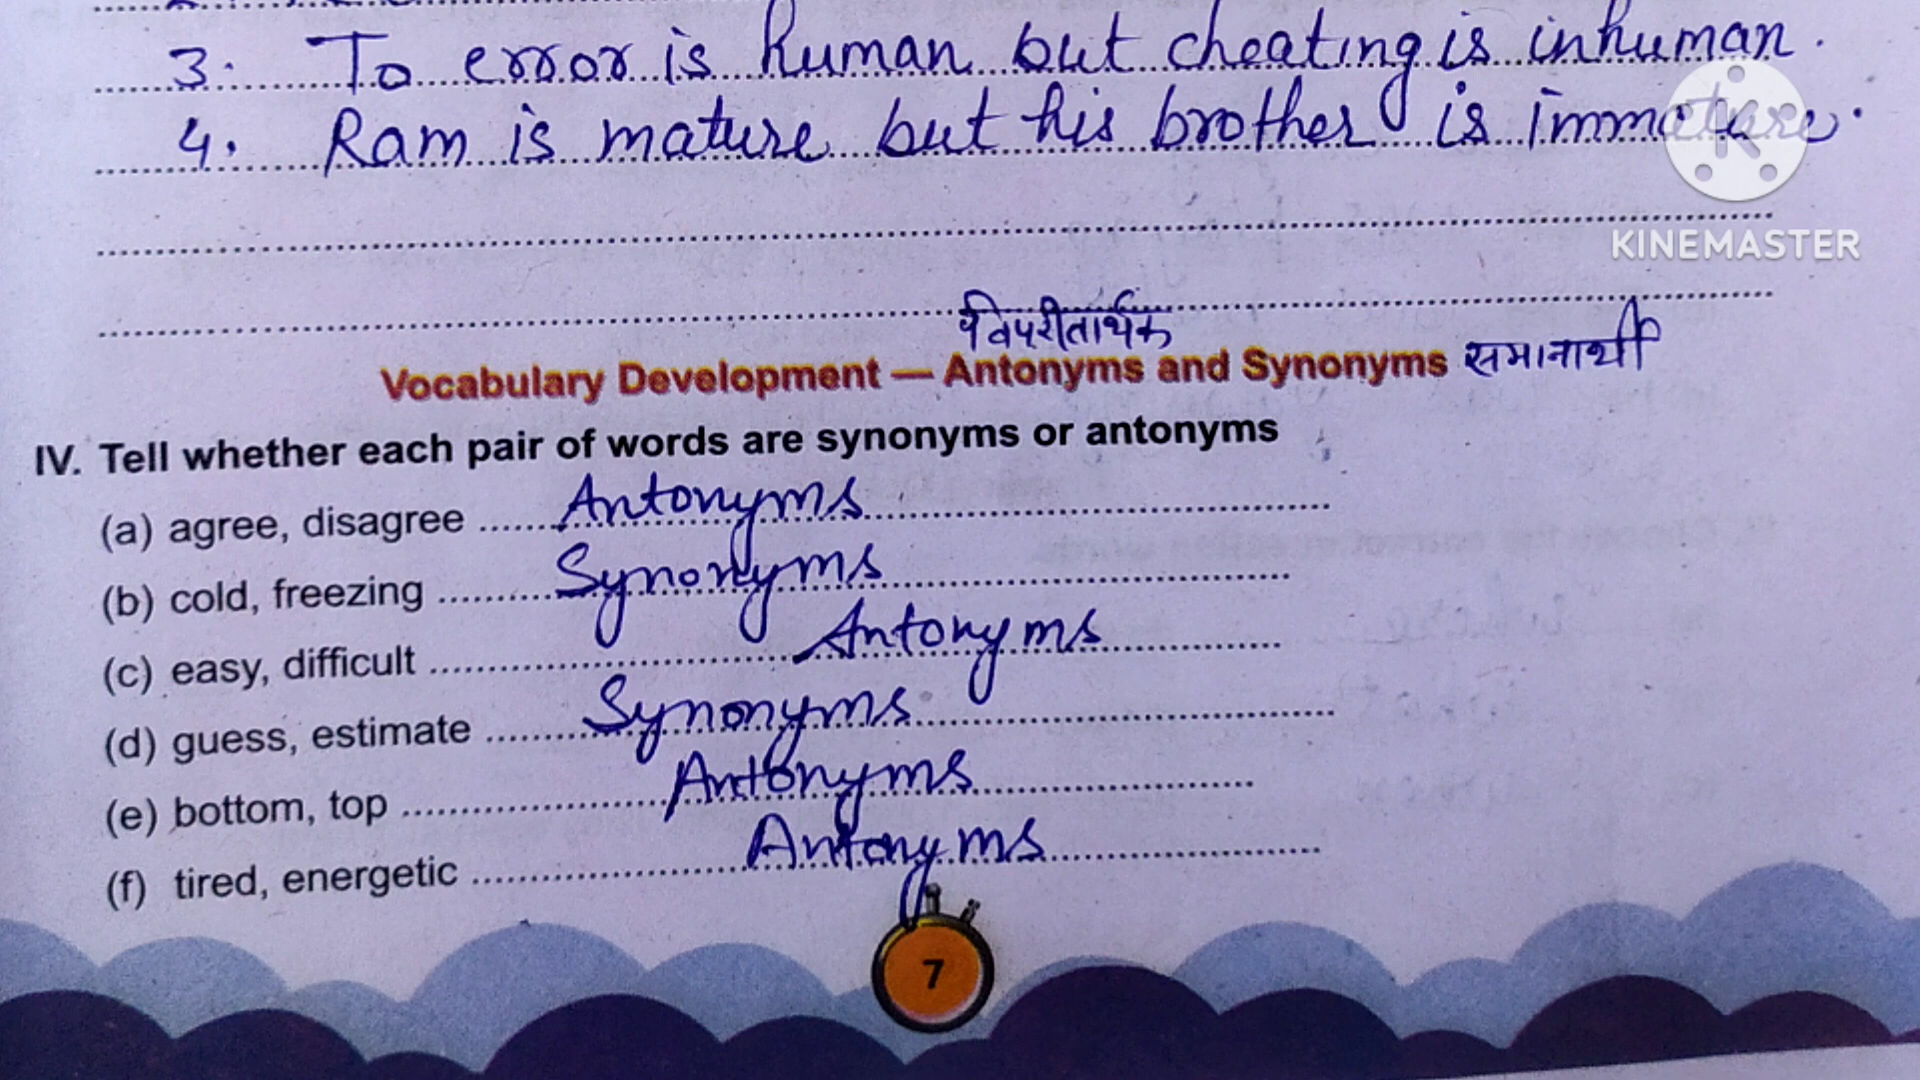 3. To error is human but cheating is inhuman.
4. Ram is mature but his brother is immature.
KINEMASTER
विपरीतार्थक
Vocabulary Development — Antonyms and Synonyms समानार्थी
IV. Tell whether each pair of words are synonyms or antonyms
(a) agree, disagree Antonyms
(b) cold, freezing Synonyms
(c) easy, difficult Antonyms
(d) guess, estimate Synonyms
(e) bottom, top Antonyms
(f) tired, energetic Antonyms
7